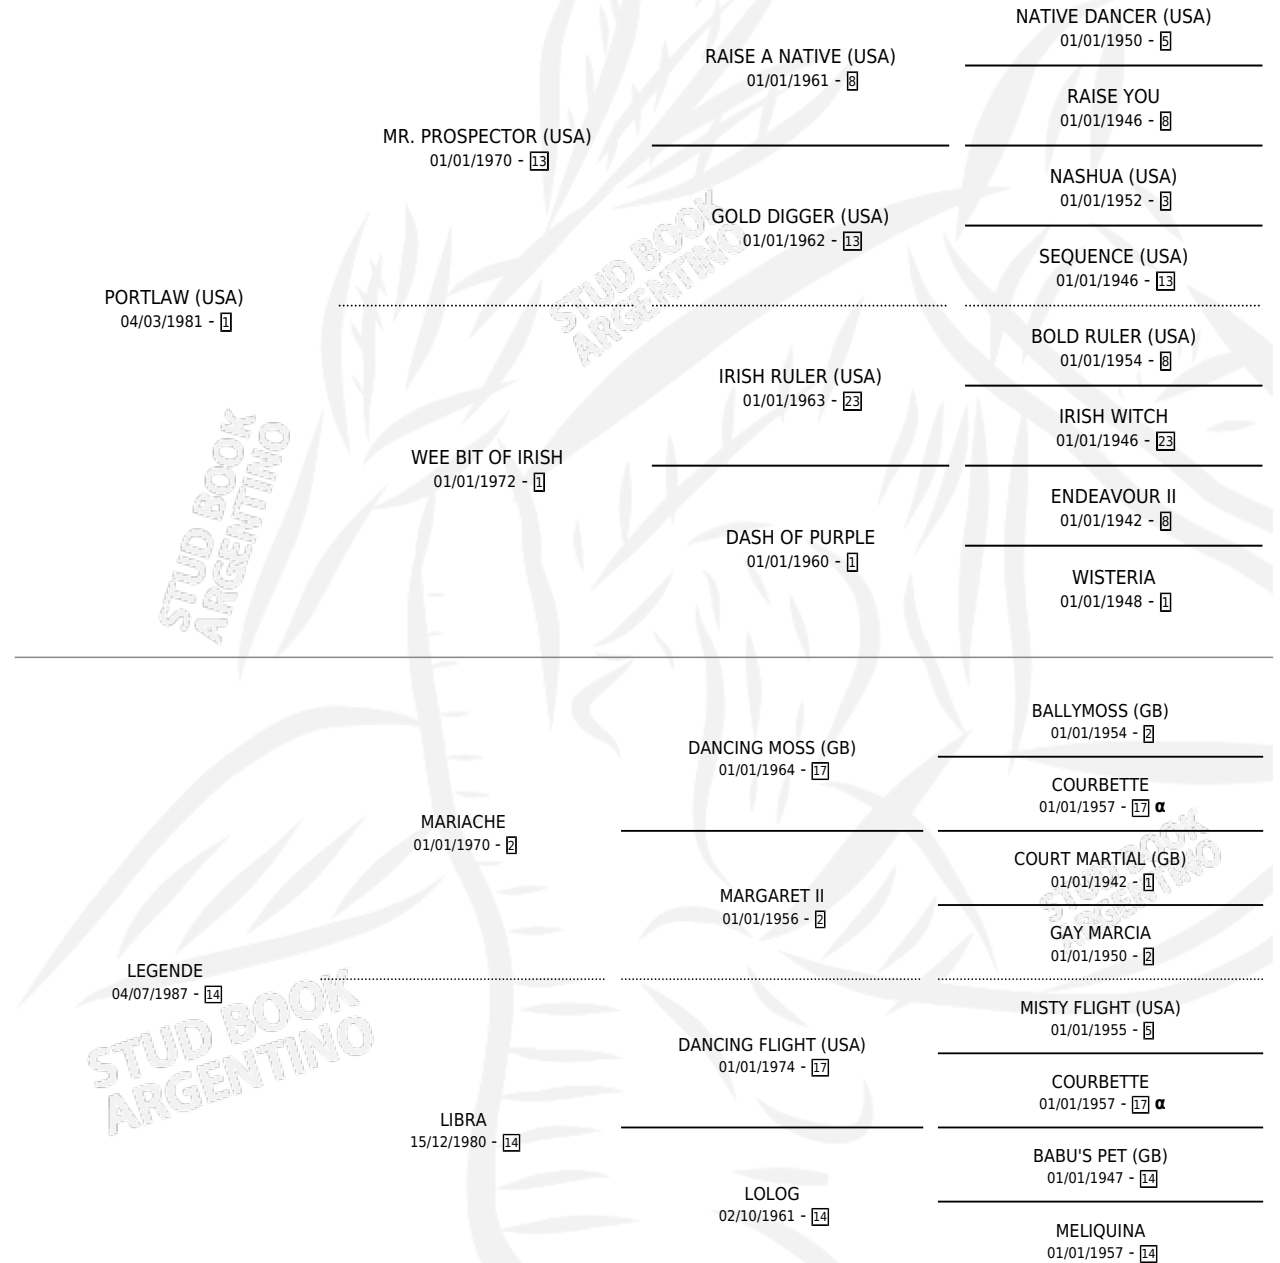 NATIVE DANCER (USA)
01/01/1950 - 5
RAISE A NATIVE (USA)
01/01/1961 - 8
RAISE YOU
01/01/1946 - 8
MR. PROSPECTOR (USA)
01/01/1970 - 13
NASHUA (USA)
01/01/1952 - 3
GOLD DIGGER (USA)
01/01/1962 - 13
SEQUENCE (USA)
01/01/1946 - 13
PORTLAW (USA)
04/03/1981 - 1
BOLD RULER (USA)
01/01/1954 - 8
IRISH RULER (USA)
01/01/1963 - 23
IRISH WITCH
01/01/1946 - 23
WEE BIT OF IRISH
01/01/1972 - 1
ENDEAVOUR II
01/01/1942 - 8
DASH OF PURPLE
01/01/1960 - 1
WISTERIA
01/01/1948 - 1
BALLYMOSS (GB)
01/01/1954 - 2
DANCING MOSS (GB)
01/01/1964 - 17
COURBETTE
01/01/1957 - 17 α
MARIACHE
01/01/1970 - 2
COURT MARTIAL (GB)
01/01/1942 - 1
MARGARET II
01/01/1956 - 2
GAY MARCIA
01/01/1950 - 2
LEGENDE
04/07/1987 - 14
MISTY FLIGHT (USA)
01/01/1955 - 5
DANCING FLIGHT (USA)
01/01/1974 - 17
COURBETTE
01/01/1957 - 17 α
LIBRA
15/12/1980 - 14
BABU'S PET (GB)
01/01/1947 - 14
LOLOG
02/10/1961 - 14
MELIQUINA
01/01/1957 - 14
STUD BOOK
ARGENTINO
STUD BOOK
ARGENTINO
STUD BOOK
ARGENTINO
STUD BOOK
ARGENTINO